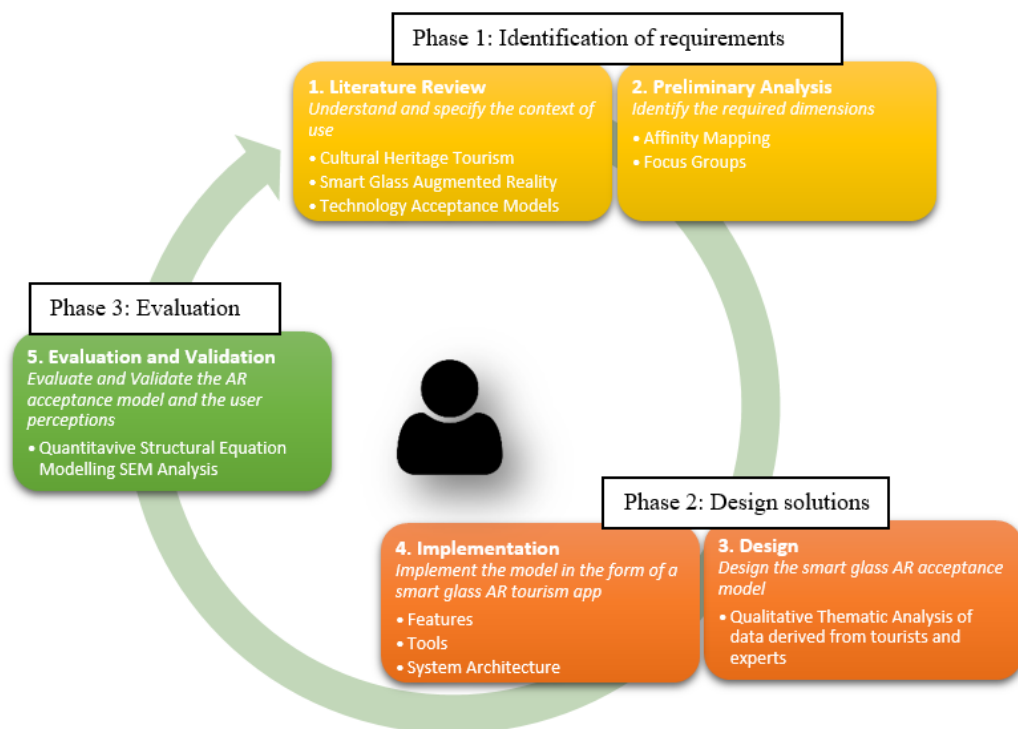 Phase 1: Identification of requirements
1. Literature Review
Understand and specify the context of
use
• Cultural Heritage Tourism
• Smart Glass Augmented Reality
• Technology Acceptance Models
2. Preliminary Analysis
Identify the required dimensions
• Affinity Mapping
• Focus Groups
Phase 3: Evaluation
5. Evaluation and Validation
Evaluate and Validate the AR
acceptance model and the user
perceptions
• Quantitavive Structural Equation
Modelling SEM Analysis
Phase 2: Design solutions
4. Implementation
Implement the model in the form of a
smart glass AR tourism app
• Features
• Tools
• System Architecture
3. Design
Design the smart glass AR acceptance
model
• Qualitative Thematic Analysis of
data derived from tourists and
experts